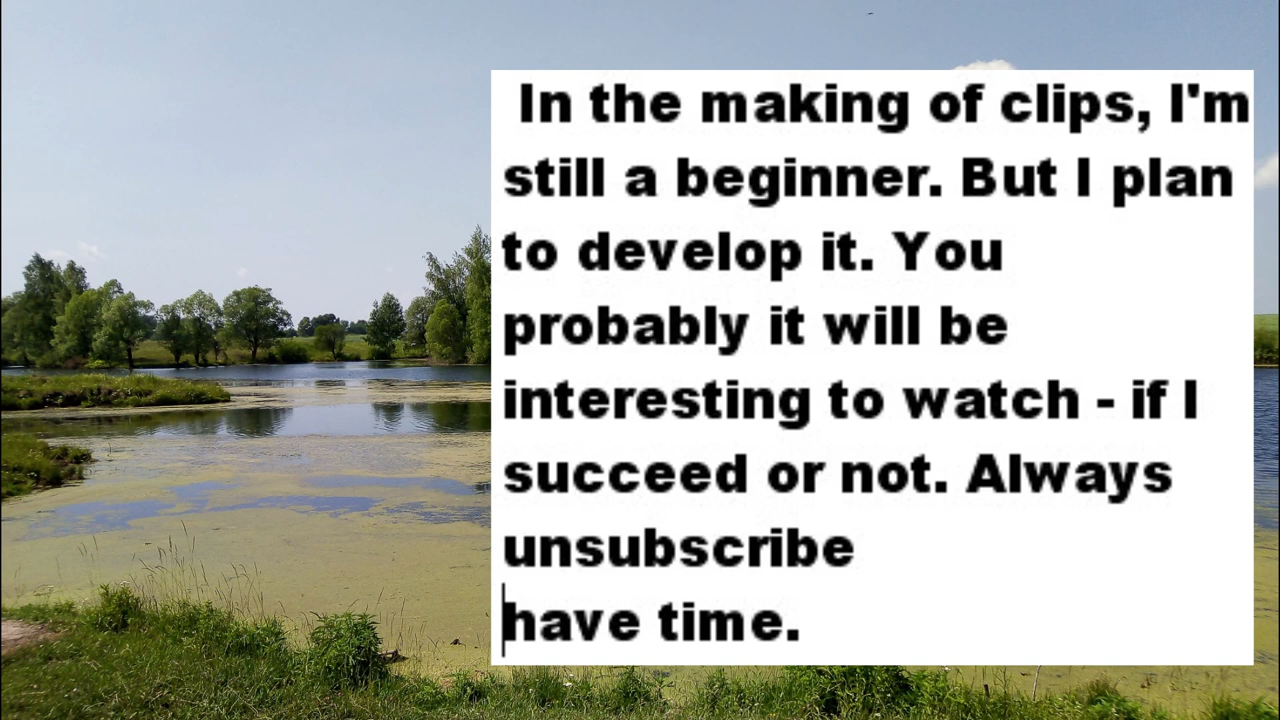 In the making of clips, I'm
still a beginner. But I plan
to develop it. You
probably it will be
interesting to watch - if I
succeed or not. Always
unsubscribe
have time.